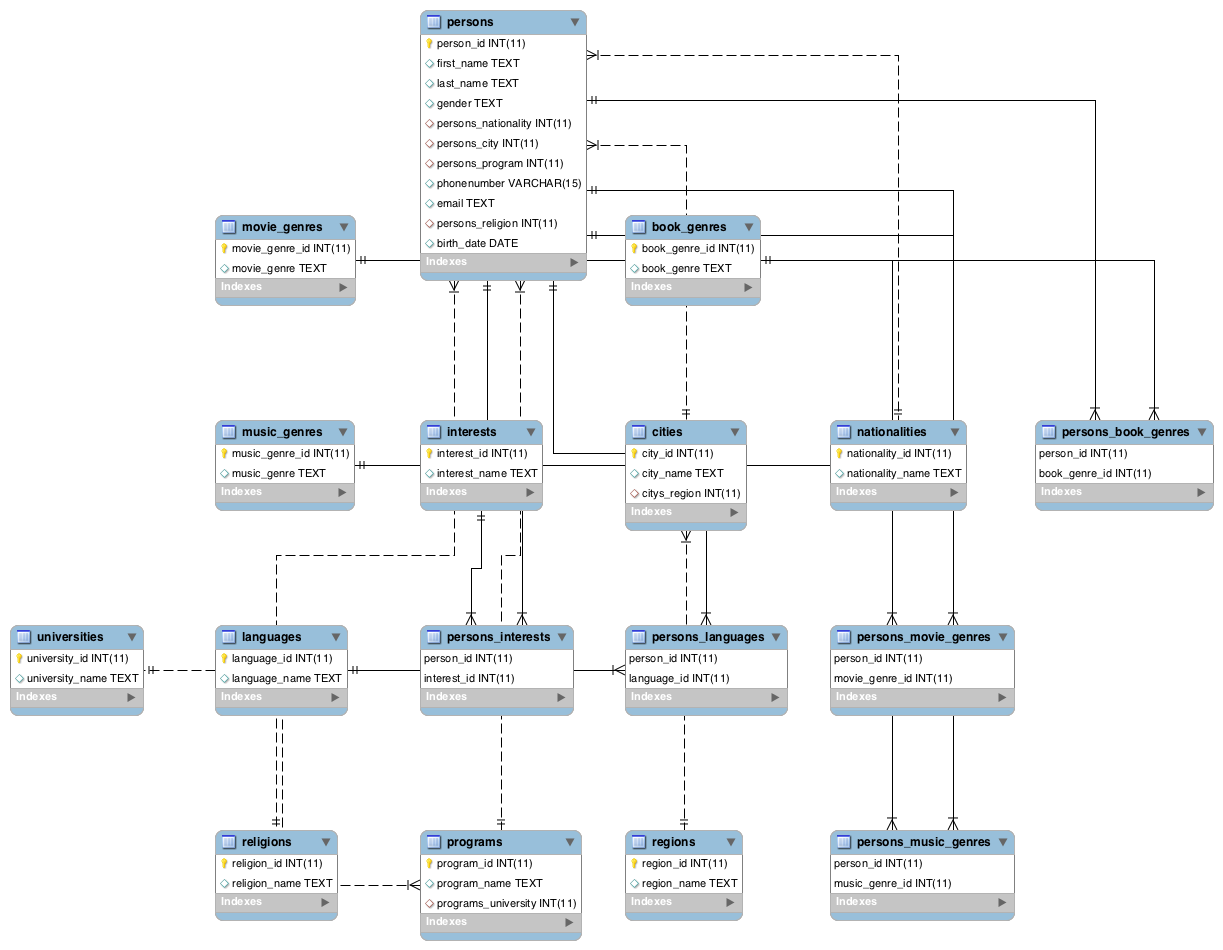 persons
person_id INT(11)
first_name TEXT
last_name TEXT
gender TEXT
persons_nationality INT(11)
persons_city INT(11)
persons_program INT(11)
phonenumber VARCHAR(15)
email TEXT
persons_religion INT(11)
birth_date DATE
Indexes
movie_genres
movie_genre_id INT(11)
movie_genre TEXT
Indexes
book_genres
book_genre_id INT(11)
book_genre TEXT
Indexes
music_genres
music_genre_id INT(11)
music_genre TEXT
Indexes
interests
interest_id INT(11)
interest_name TEXT
Indexes
cities
city_id INT(11)
city_name TEXT
citys_region INT(11)
Indexes
nationalities
nationality_id INT(11)
nationality_name TEXT
Indexes
persons_book_genres
person_id INT(11)
book_genre_id INT(11)
Indexes
universities
university_id INT(11)
university_name TEXT
Indexes
languages
language_id INT(11)
language_name TEXT
Indexes
persons_interests
person_id INT(11)
interest_id INT(11)
Indexes
persons_languages
person_id INT(11)
language_id INT(11)
Indexes
persons_movie_genres
person_id INT(11)
movie_genre_id INT(11)
Indexes
religions
religion_id INT(11)
religion_name TEXT
Indexes
programs
program_id INT(11)
program_name TEXT
programs_university INT(11)
Indexes
regions
region_id INT(11)
region_name TEXT
Indexes
persons_music_genres
person_id INT(11)
music_genre_id INT(11)
Indexes